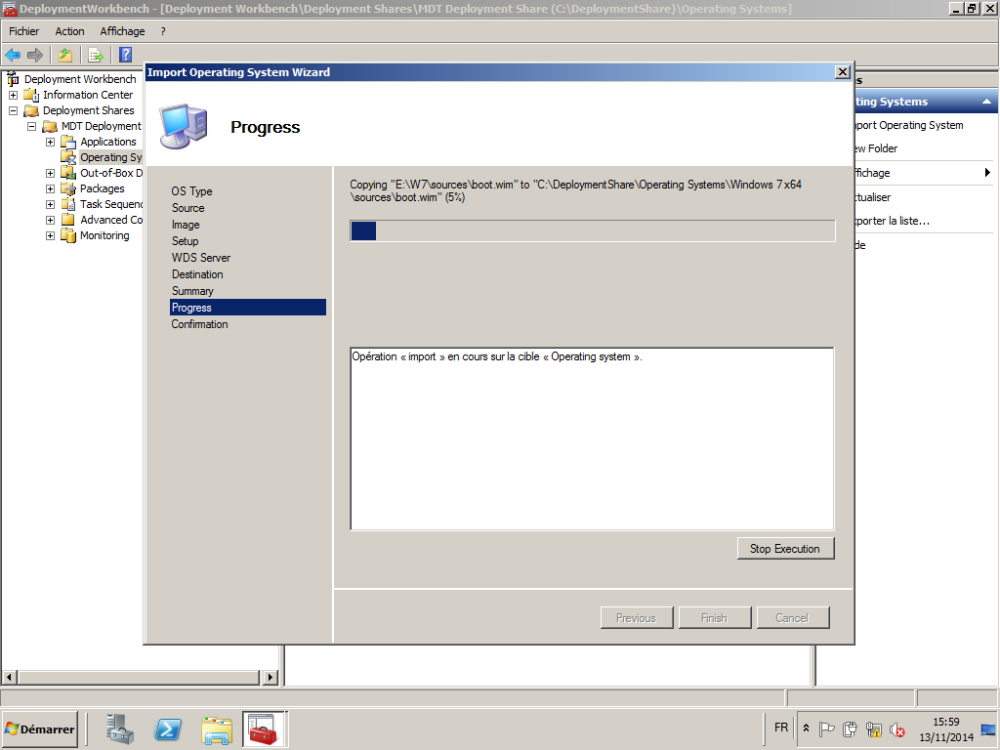 DeploymentWorkbench - [Deployment Workbench\Deployment Shares\MDT Deployment Share (C:\DeploymentShare)\Operating Systems]
Fichier Action Affichage ?
Deployment Workbench
Information Center
Deployment Shares
MDT Deployment
Applications
Operating Sy
Out-of-Box D
Packages
Task Sequenc
Advanced Co
Monitoring
Import Operating System Wizard
Progress
OS Type
Source
Image
Setup
WDS Server
Destination
Summary
Progress
Confirmation
Copying "E:\W7\sources\boot.wim" to "C:\DeploymentShare\Operating Systems\Windows 7 x64
\sources\boot.wim" (5%)
Opération « import » en cours sur la cible « Operating system ».
Stop Execution
Previous Finish Cancel
s
ting Systems
port Operating System
ew Folder
ffichage
ctualiser
xporter la liste...
de
Démarrer
FR
15:59
13/11/2014